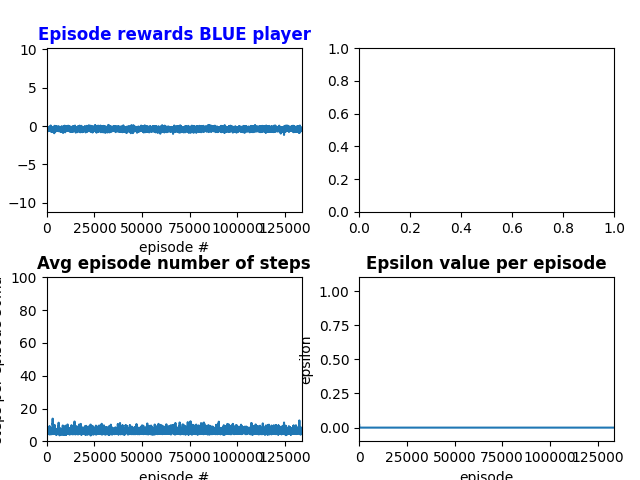 Episode rewards BLUE player
10
5
0
−5
−10
0 25000 50000 75000 100000 125000
episode #
1.0
0.8
0.6
0.4
0.2
0.0
0.0 0.2 0.4 0.6 0.8 1.0
Avg episode number of steps
100
80
60
40
20
0
0 25000 50000 75000 100000 125000
episode #
Epsilon value per episode
epsilon
1.00
0.75
0.50
0.25
0.00
0 25000 50000 75000 100000 125000
episode